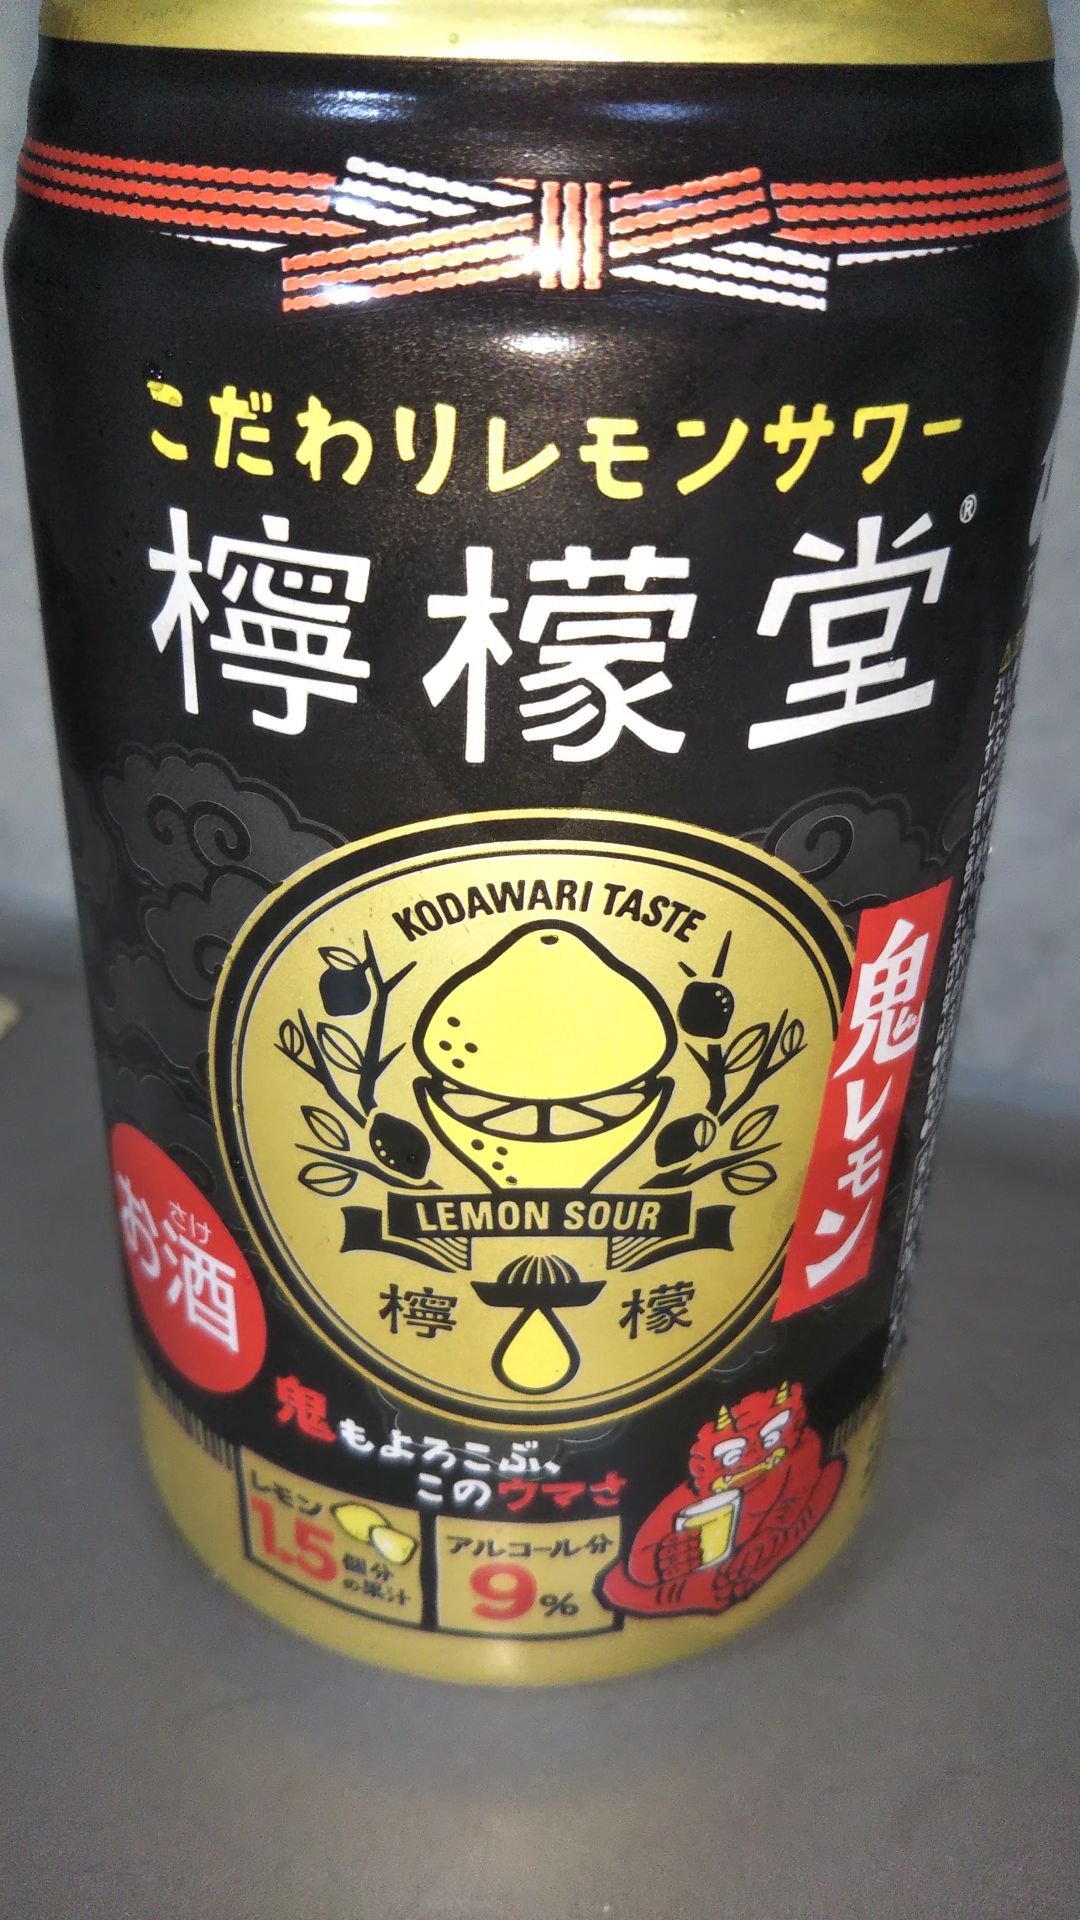 こだわりレモンサワー
檸檬堂®
KODAWARI TASTE
LEMON SOUR
檸檬
鬼レモン
さけ
お酒
鬼もよろこぶ、
このウマさ
レモン
1.5個分
の果汁
アルコール分
9%